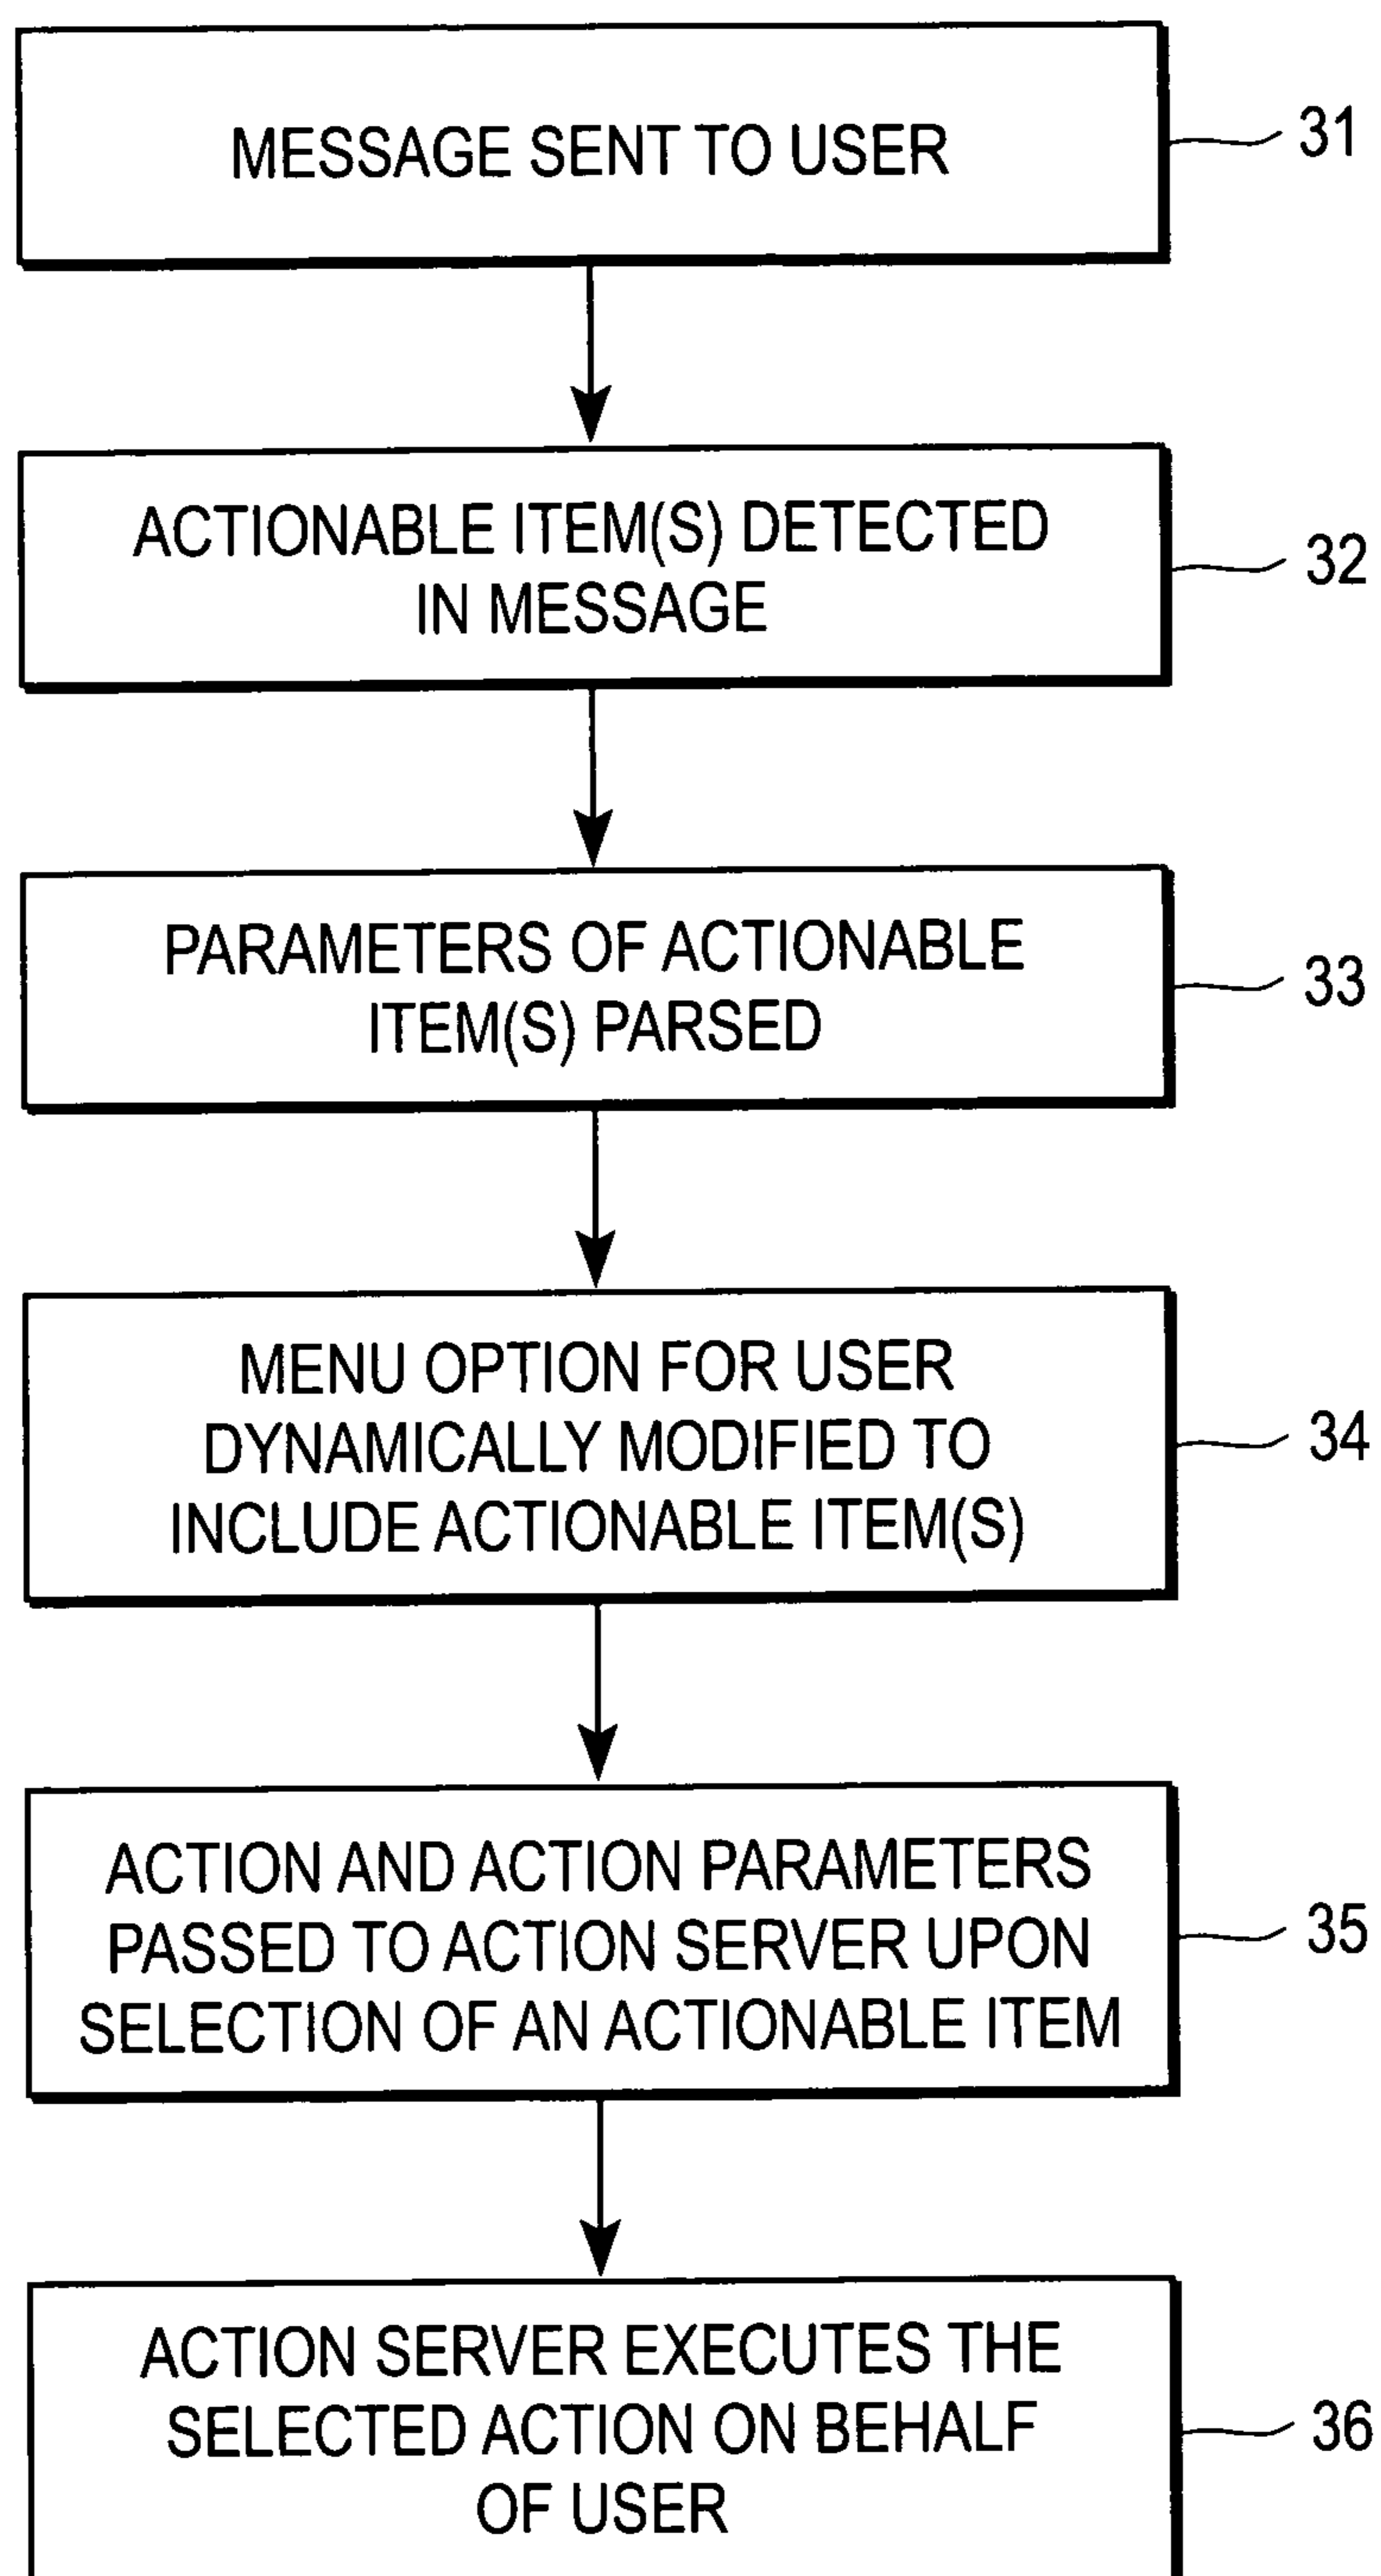 MESSAGE SENT TO USER
31
ACTIONABLE ITEM(S) DETECTED
IN MESSAGE
32
PARAMETERS OF ACTIONABLE
ITEM(S) PARSED
33
MENU OPTION FOR USER
DYNAMICALLY MODIFIED TO
INCLUDE ACTIONABLE ITEM(S)
34
ACTION AND ACTION PARAMETERS
PASSED TO ACTION SERVER UPON
SELECTION OF AN ACTIONABLE ITEM
35
ACTION SERVER EXECUTES THE
SELECTED ACTION ON BEHALF
OF USER
36